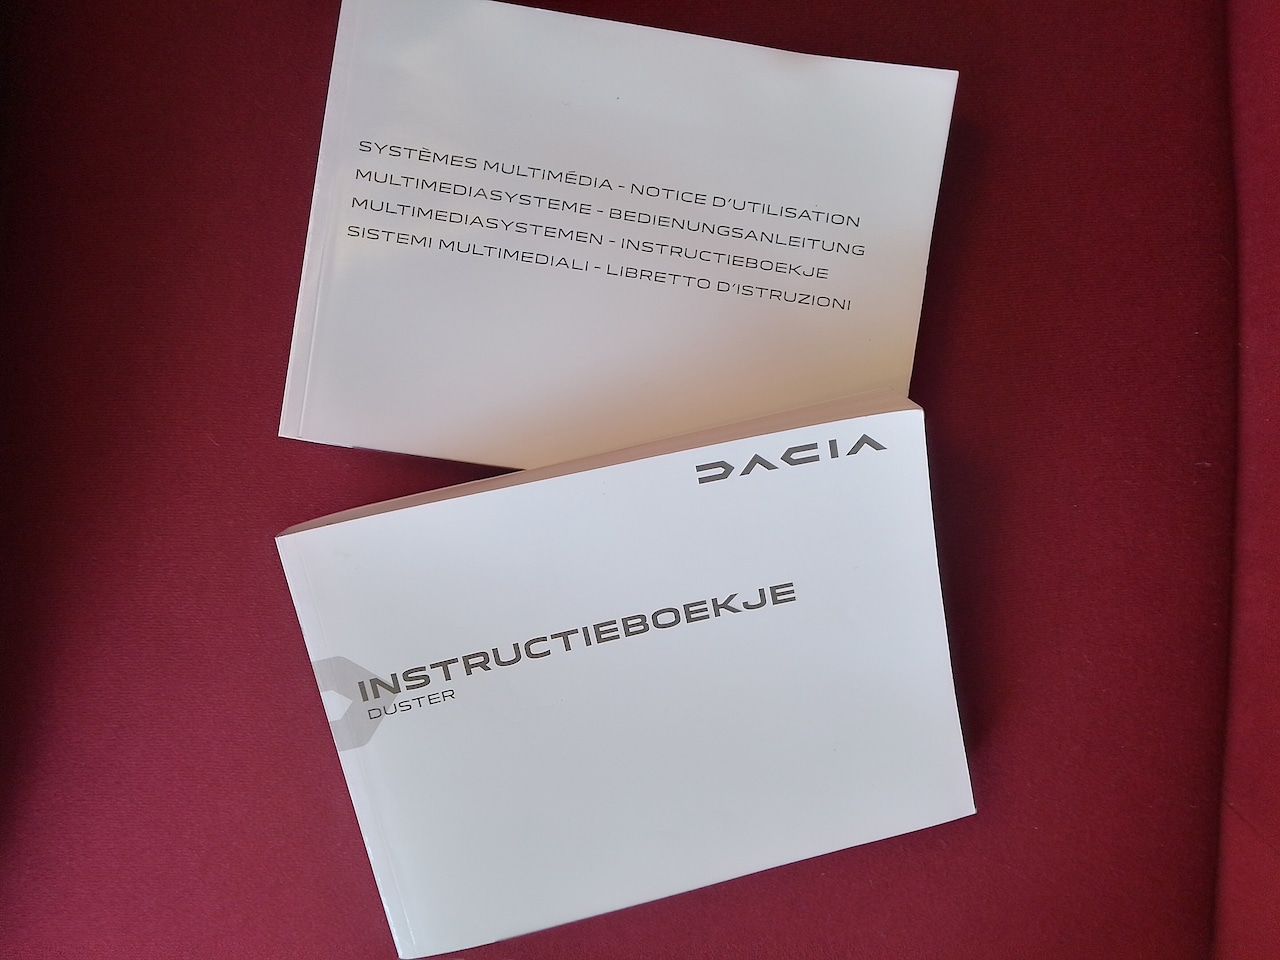 SYSTÈMES MULTIMÉDIA - NOTICE D'UTILISATION
MULTIMEDIASYSTEME - BEDIENUNGSANLEITUNG
MULTIMEDIASYSTEMEN - INSTRUCTIEBOEKJE
SISTEMI MULTIMEDIALI - LIBRETTO D'ISTRUZIONI
DACIA
INSTRUCTIEBOEKJE
DUSTER